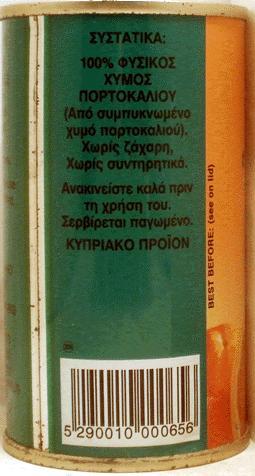 ΣΥΣΤΑΤΙΚΑ:
100% ΦΥΣΙΚΟΣ
ΧΥΜΟΣ
ΠΟΡΤΟΚΑΛΙΟΥ
(Από συμπυκνωμένο
χυμό πορτοκαλιού).
Χωρίς ζάχαρη,
Χωρίς συντηρητικά.
Ανακινείστε καλά πριν
τη χρήση του.
Σερβίρεται παγωμένο.
ΚΥΠΡΙΑΚΟ ΠΡΟΪΟΝ
BEST BEFORE: (see on lid)
5 290010 000656